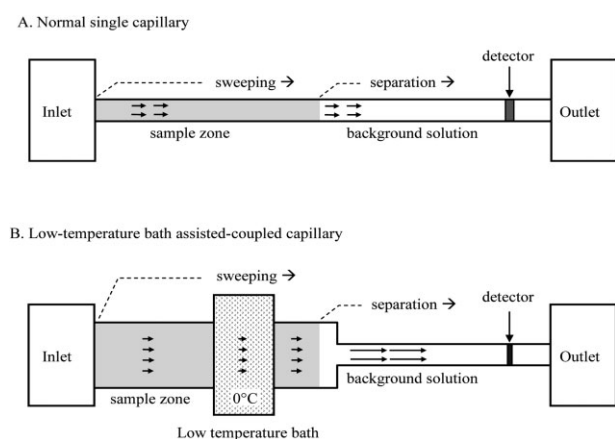 A. Normal single capillary
detector
sweeping → separation →
Inlet
Outlet
sample zone background solution
B. Low-temperature bath assisted-coupled capillary
sweeping →
separation → detector
Inlet
Outlet
sample zone 0°C background solution
Low temperature bath